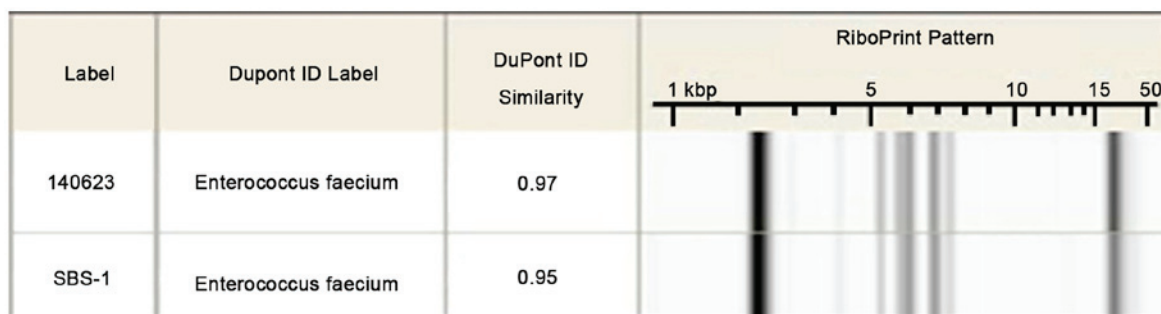 Label
Dupont ID Label
DuPont ID
Similarity
RiboPrint Pattern
1 kbp 5 10 15 50
140623
Enterococcus faecium
0.97
SBS-1
Enterococcus faecium
0.95